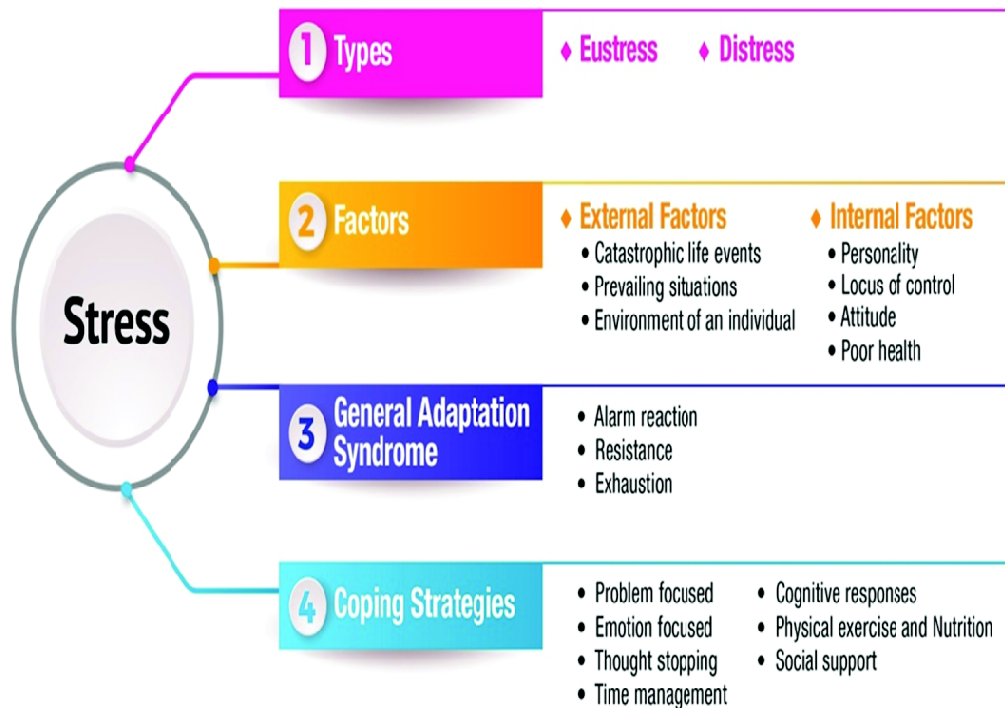 Stress
1 Types
♦ Eustress ♦ Distress
2 Factors
♦ External Factors
• Catastrophic life events
• Prevailing situations
• Environment of an individual
♦ Internal Factors
• Personality
• Locus of control
• Attitude
• Poor health
3 General Adaptation
Syndrome
• Alarm reaction
• Resistance
• Exhaustion
4 Coping Strategies
• Problem focused
• Emotion focused
• Thought stopping
• Time management
• Cognitive responses
• Physical exercise and Nutrition
• Social support